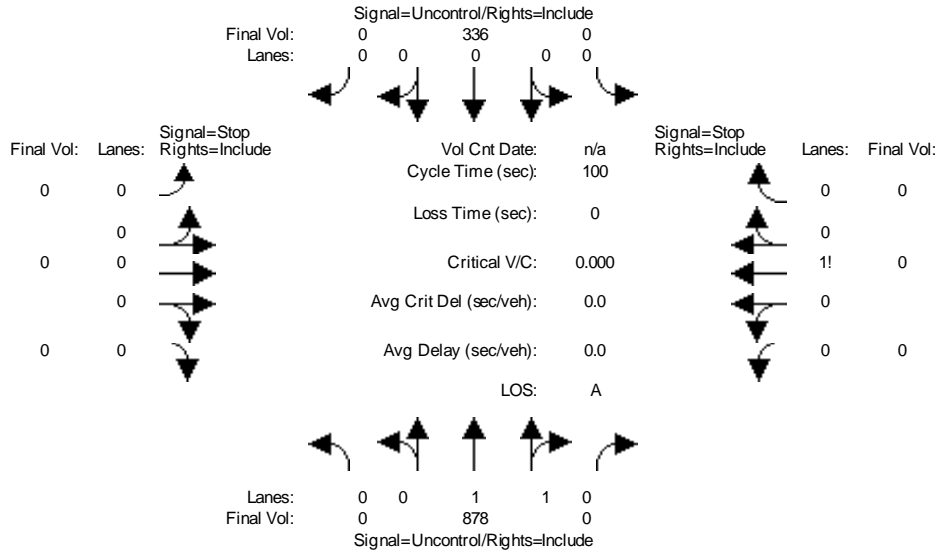 Signal=Uncontrol/Rights=Include
Final Vol: 0 336 0
Lanes: 0 0 0 0 0
Signal=Stop
Final Vol: Lanes: Rights=Include
Vol Cnt Date: n/a
Signal=Stop
Rights=Include Lanes: Final Vol:
Cycle Time (sec): 100
0 0
0 0
Loss Time (sec): 0
0
0
0 0
Critical V/C: 0.000
1! 0
0
Avg Crit Del (sec/veh): 0.0
0
0 0
Avg Delay (sec/veh): 0.0
0 0
LOS: A
Lanes: 0 0 1 1 0
Final Vol: 0 878 0
Signal=Uncontrol/Rights=Include